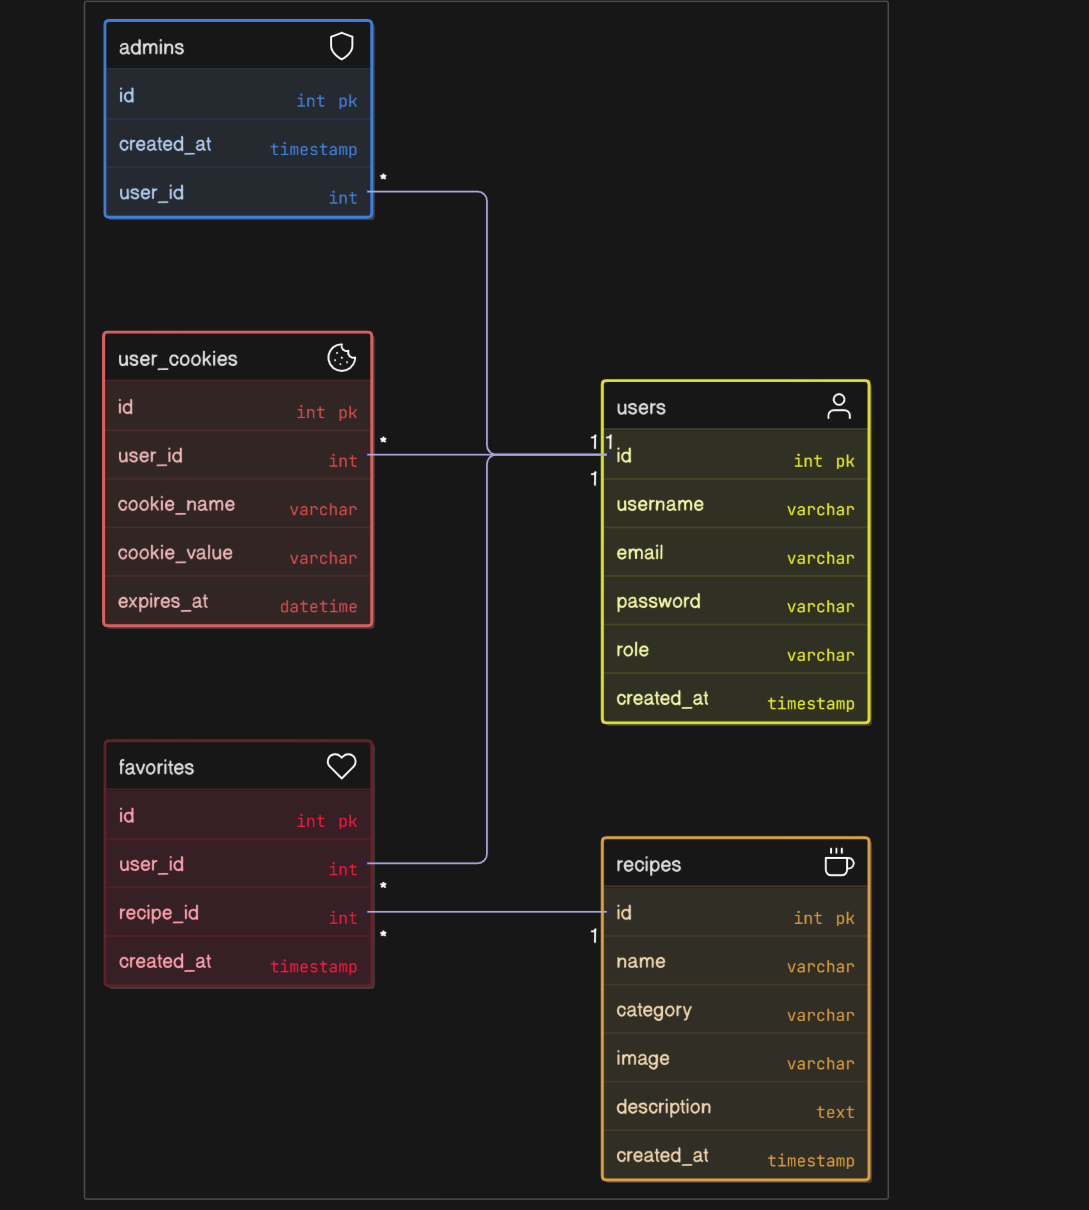 admins
id int pk
created_at timestamp
user_id int
*
user_cookies
id int pk
user_id int
*
cookie_name varchar
cookie_value varchar
expires_at datetime
users
1 1
id int pk
1
username varchar
email varchar
password varchar
role varchar
created_at timestamp
favorites
id int pk
user_id int
*
recipe_id int
*
created_at timestamp
recipes
id int pk
1
name varchar
category varchar
image varchar
description text
created_at timestamp